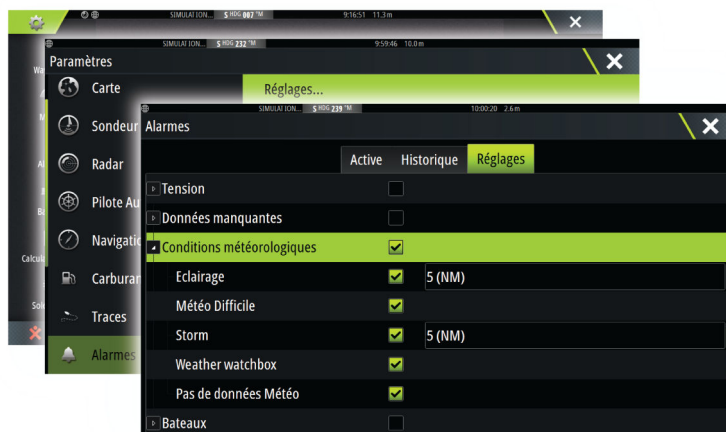 SIMULATION... S HDG 007 °M 9:16:51 11.3 m
SIMULATION... S HDG 232 °M 9:59:46 10.0 m
Paramètres
Carte
Réglages...
Sondeur
Radar
Pilote Au
Navigatio
Carburan
Traces
Alarmes
SIMULATION... S HDG 239 °M 10:00:20 2.6 m
Alarmes
Active Historique Réglages
Tension
Données manquantes
Conditions météorologiques
Eclairage 5 (NM)
Météo Difficile
Storm 5 (NM)
Weather watchbox
Pas de données Météo
Bateaux